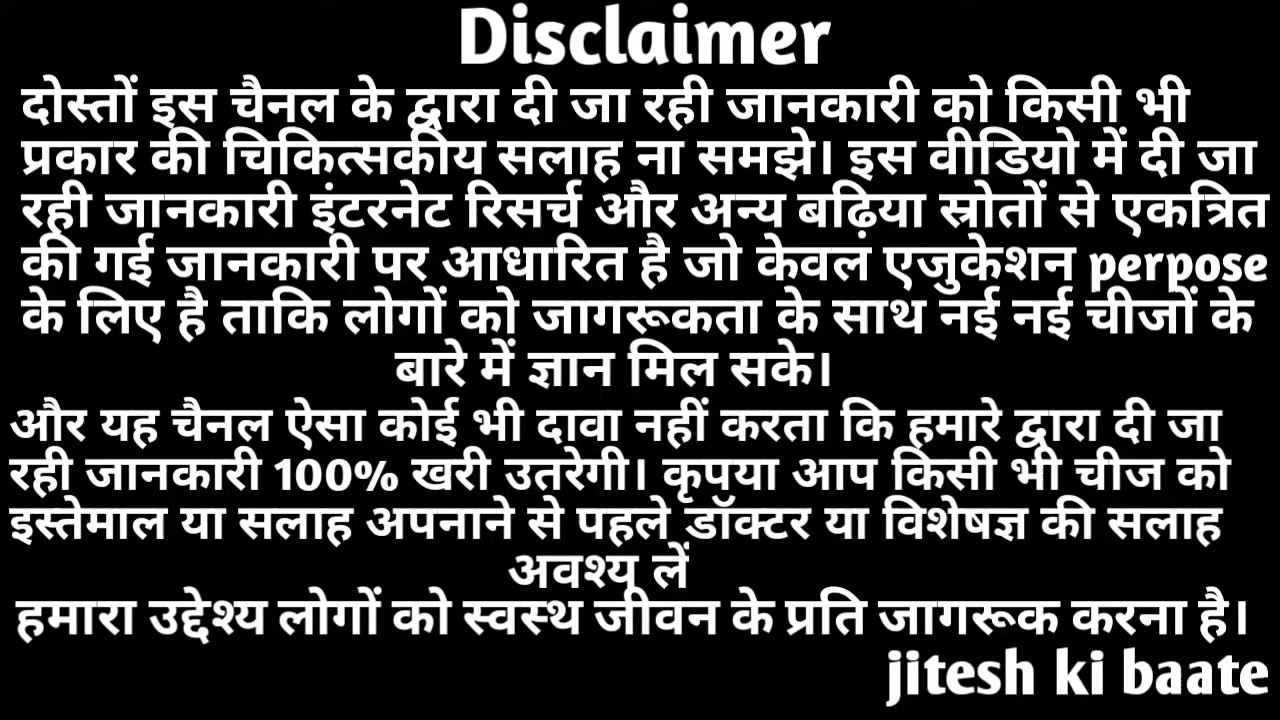 Disclaimer
दोस्तों इस चैनल के द्वारा दी जा रही जानकारी को किसी भी
प्रकार की चिकित्सकीय सलाह ना समझे। इस वीडियो में दी जा
रही जानकारी इंटरनेट रिसर्च और अन्य बढ़िया स्रोतों से एकत्रित
की गई जानकारी पर आधारित है जो केवल एजुकेशन perpose
के लिए है ताकि लोगों को जागरूकता के साथ नई नई चीजों के
बारे में ज्ञान मिल सके।
और यह चैनल ऐसा कोई भी दावा नहीं करता कि हमारे द्वारा दी जा
रही जानकारी 100% खरी उतरेगी। कृपया आप किसी भी चीज को
इस्तेमाल या सलाह अपनाने से पहले डॉक्टर या विशेषज्ञ की सलाह
अवश्य लें
हमारा उद्देश्य लोगों को स्वस्थ जीवन के प्रति जागरूक करना है।
jitesh ki baate